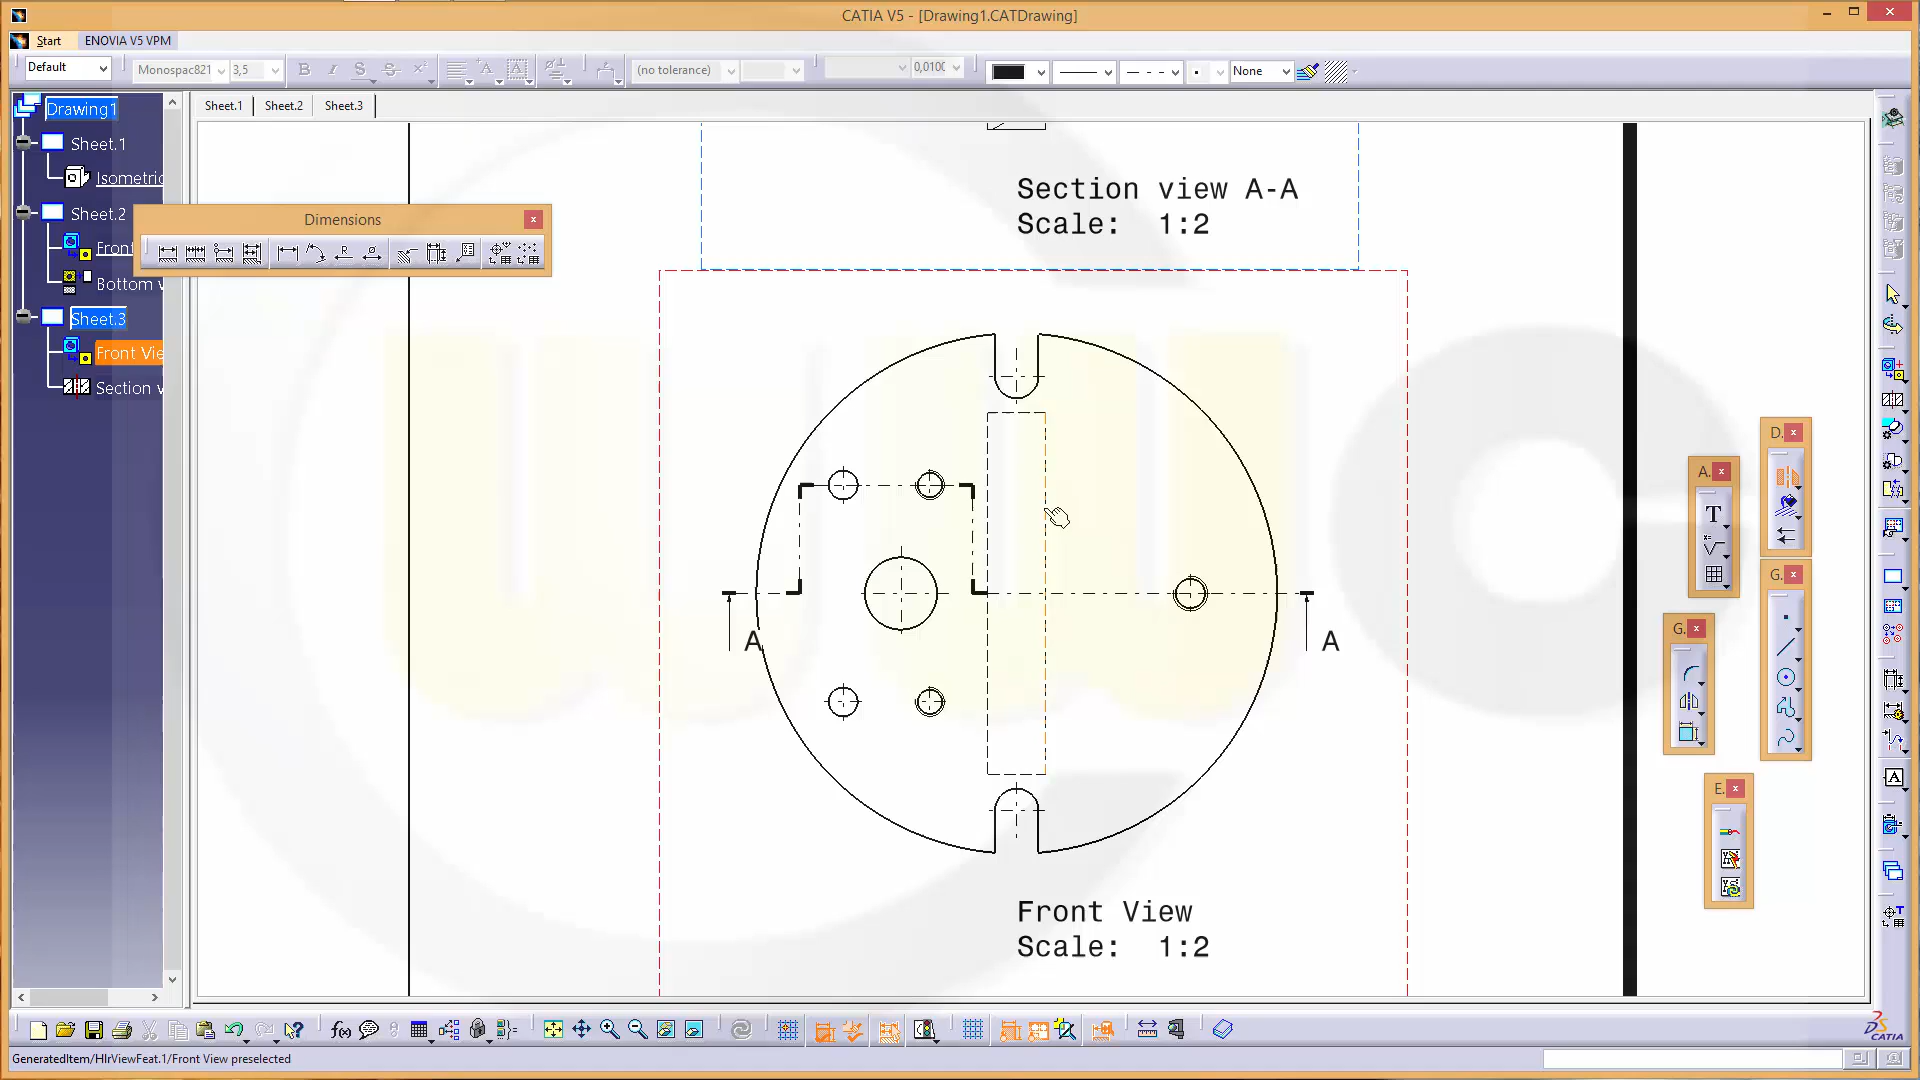 CATIA V5 - [Drawing1.CATDrawing]
Start
ENOVIA V5 VPM
Default
Monospac821
3,5
B
I
S
S
(no tolerance)
0,010
None
Drawing1
Sheet.1
Sheet.2
Sheet.3
Sheet.1
Isometric
Sheet.2
Front
Bottom v
Sheet.3
Front Vie
Section v
Dimensions
Section view A-A
Scale: 1:2
A
A
Front View
Scale: 1:2
D.
A.
G.
G.
E.
T
CATIA
GeneratedItem/HlrViewFeat.1/Front View preselected